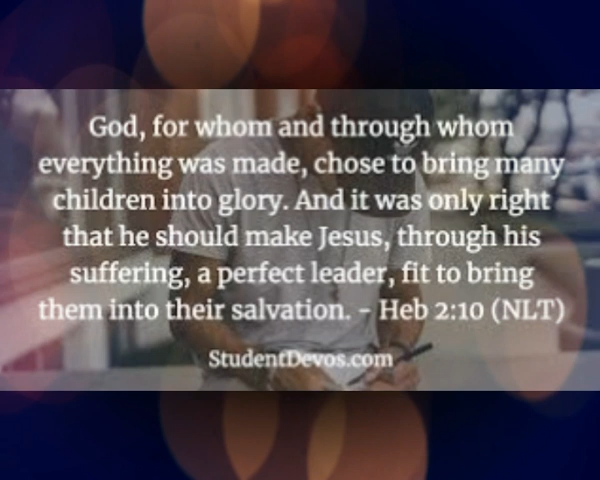 God, for whom and through whom
everything was made, chose to bring many
children into glory. And it was only right
that he should make Jesus, through his
suffering, a perfect leader, fit to bring
them into their salvation. - Heb 2:10 (NLT)
StudentDevos.com